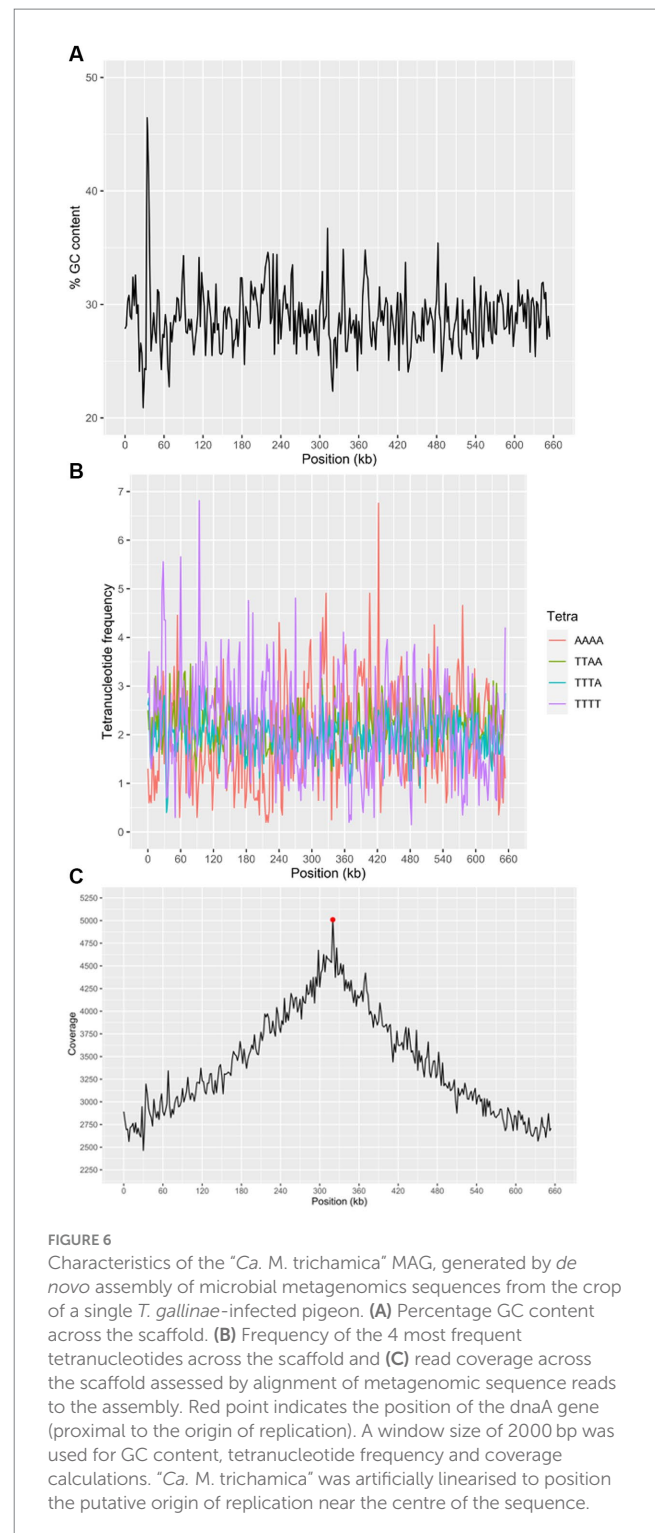 A
50
40
30
20
% GC content
0 60 120 180 240 300 360 420 480 540 600 660
Position (kb)
B
7
6
5
4
3
2
1
0
Tetranucleotide frequency
0 60 120 180 240 300 360 420 480 540 600 660
Position (kb)
Tetra
AAAA
TTAA
TTTA
TTTT
C
5250
5000
4750
4500
4250
4000
3750
3500
3250
3000
2750
2500
2250
Coverage
0 60 120 180 240 300 360 420 480 540 600 660
Position (kb)
FIGURE 6
Characteristics of the “Ca. M. trichamica” MAG, generated by de
novo assembly of microbial metagenomics sequences from the crop
of a single T. gallinae-infected pigeon. (A) Percentage GC content
across the scaffold. (B) Frequency of the 4 most frequent
tetranucleotides across the scaffold and (C) read coverage across
the scaffold assessed by alignment of metagenomic sequence reads
to the assembly. Red point indicates the position of the dnaA gene
(proximal to the origin of replication). A window size of 2000 bp was
used for GC content, tetranucleotide frequency and coverage
calculations. “Ca. M. trichamica” was artificially linearised to position
the putative origin of replication near the centre of the sequence.